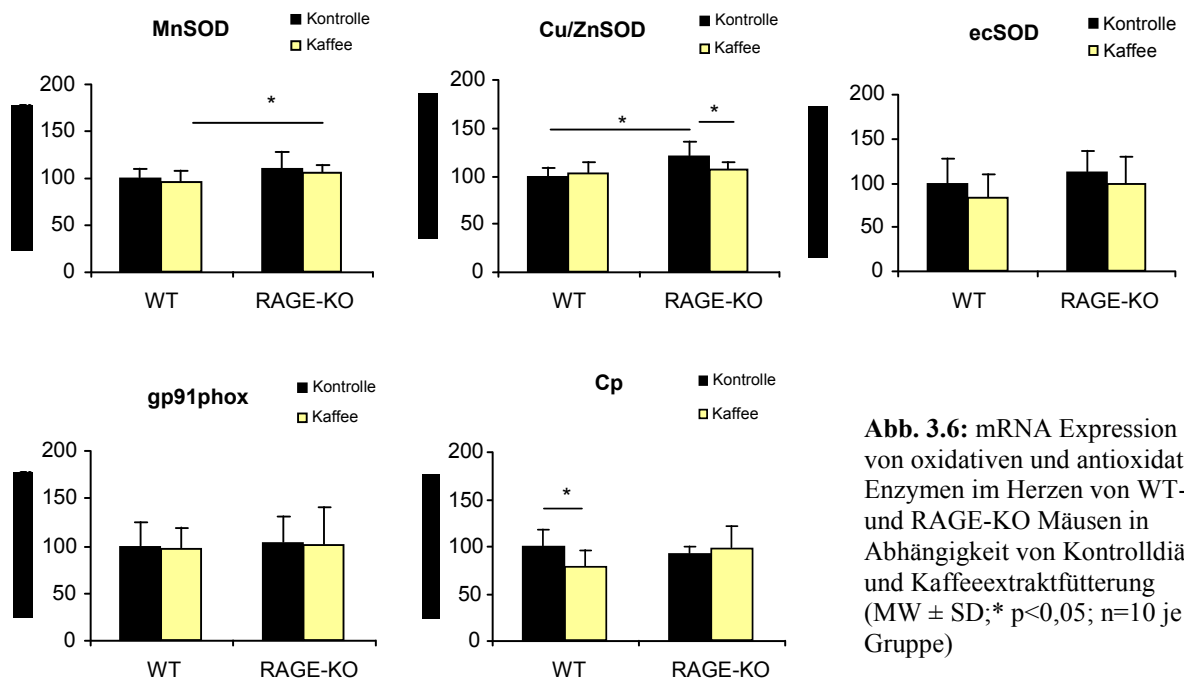 MnSOD
Kontrolle
Kaffee
200
150
100
50
0
*
WT
RAGE-KO
Cu/ZnSOD
Kontrolle
Kaffee
200
150
100
50
0
*
*
WT
RAGE-KO
ecSOD
Kontrolle
Kaffee
200
150
100
50
0
WT
RAGE-KO
gp91phox
Kontrolle
Kaffee
200
150
100
50
0
WT
RAGE-KO
Cp
Kontrolle
Kaffee
200
150
100
50
0
*
WT
RAGE-KO
Abb. 3.6: mRNA Expression
von oxidativen und antioxidat
Enzymen im Herzen von WT-
und RAGE-KO Mäusen in
Abhängigkeit von Kontrolldiä
und Kaffeeextraktfütterung
(MW ± SD;* p<0,05; n=10 je
Gruppe)